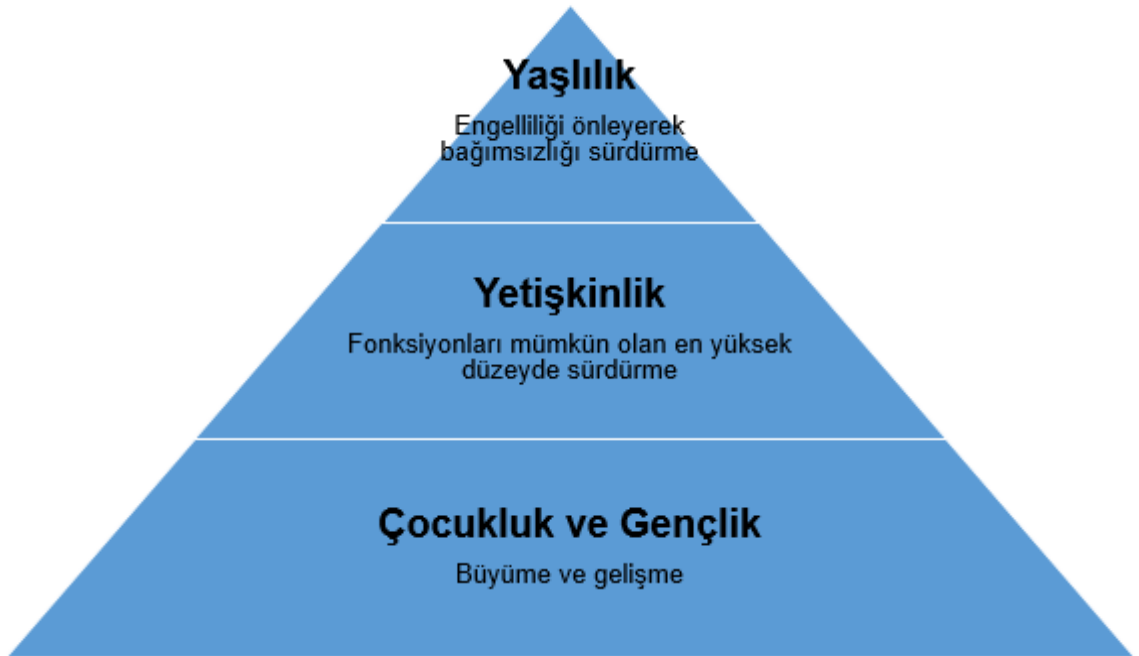 Yaşlılık
Engelliliği önleyerek
bağımsızlığı sürdürme
Yetişkinlik
Fonksiyonları mümkün olan en yüksek
düzeyde sürdürme
Çocukluk ve Gençlik
Büyüme ve gelişme